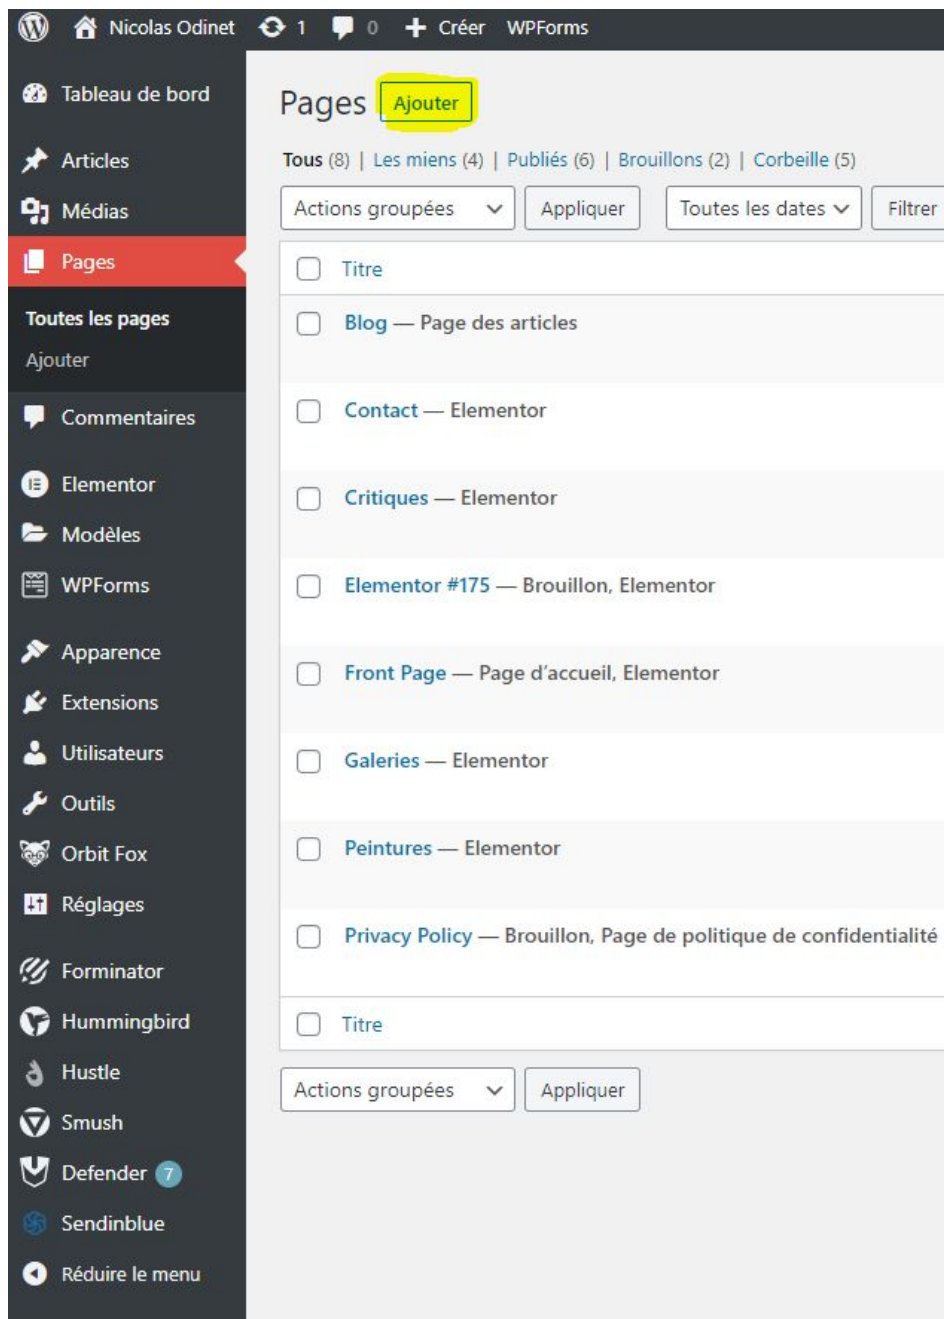 Nicolas Odinet 1 0 + Créer WPForms
Tableau de bord
Articles
Médias
Pages
Toutes les pages
Ajouter
Commentaires
Elementor
Modèles
WPForms
Apparence
Extensions
Utilisateurs
Outils
Orbit Fox
Réglages
Forminator
Hummingbird
Hustle
Smush
Defender 7
Sendinblue
Réduire le menu
Pages Ajouter
Tous (8) | Les miens (4) | Publiés (6) | Brouillons (2) | Corbeille (5)
Actions groupées Appliquer Toutes les dates Filtrer
Titre
Blog — Page des articles
Contact — Elementor
Critiques — Elementor
Elementor #175 — Brouillon, Elementor
Front Page — Page d’accueil, Elementor
Galeries — Elementor
Peintures — Elementor
Privacy Policy — Brouillon, Page de politique de confidentialité
Titre
Actions groupées Appliquer